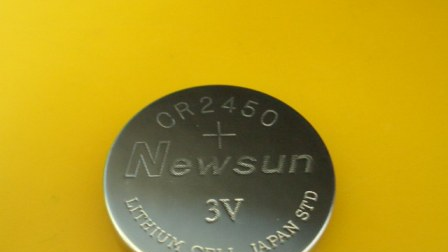 CR2450
+
Newsun
3V
LITHIUM CELL JAPAN STD